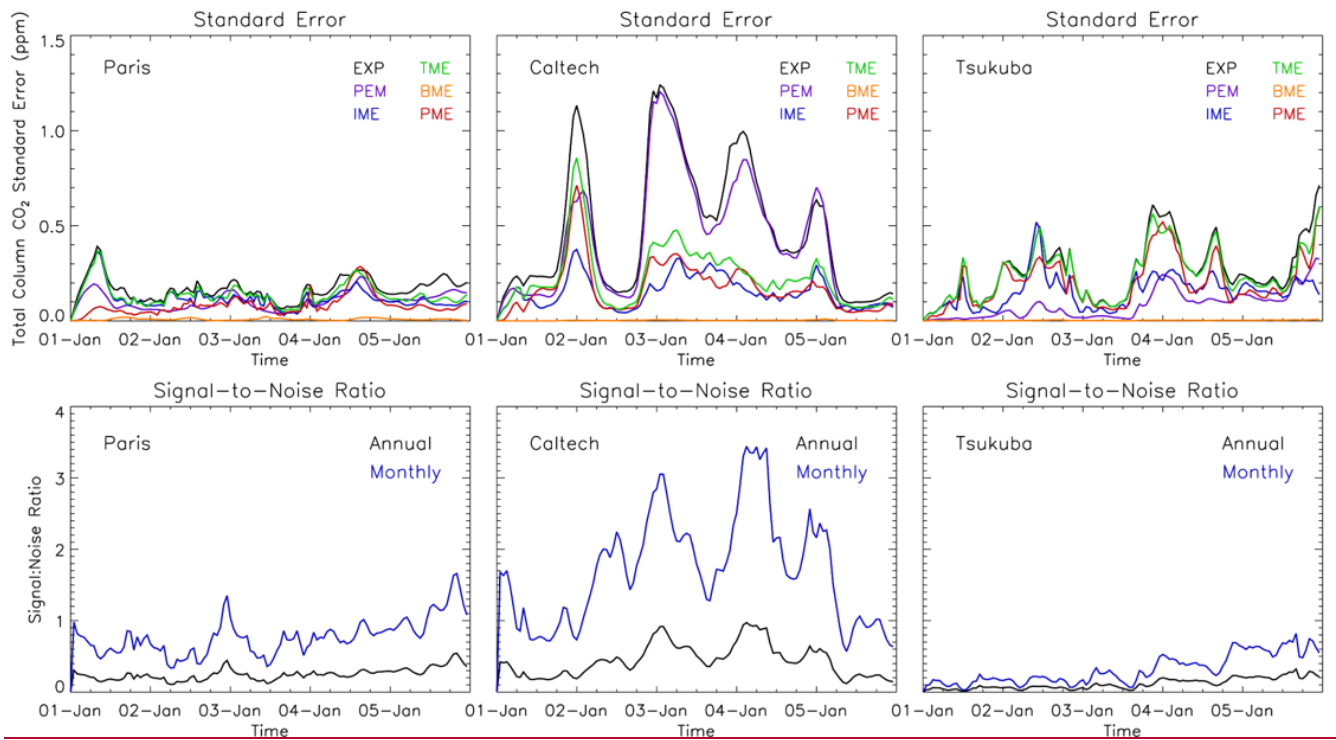 Standard Error
Standard Error
Standard Error
Total Column CO₂ Standard Error (ppm)
1.5
1.0
0.5
0.0
Paris
EXP TME
PEM BME
IME PME
Caltech
EXP TME
PEM BME
IME PME
Tsukuba
EXP TME
PEM BME
IME PME
01-Jan 02-Jan 03-Jan 04-Jan 05-Jan 01-Jan 02-Jan 03-Jan 04-Jan 05-Jan 01-Jan 02-Jan 03-Jan 04-Jan 05-Jan
Time
Time
Time
Signal-to-Noise Ratio
Signal-to-Noise Ratio
Signal-to-Noise Ratio
Signal:Noise Ratio
4
3
2
1
0
Paris
Annual
Monthly
Caltech
Annual
Monthly
Tsukuba
Annual
Monthly
01-Jan 02-Jan 03-Jan 04-Jan 05-Jan 01-Jan 02-Jan 03-Jan 04-Jan 05-Jan 01-Jan 02-Jan 03-Jan 04-Jan 05-Jan
Time
Time
Time